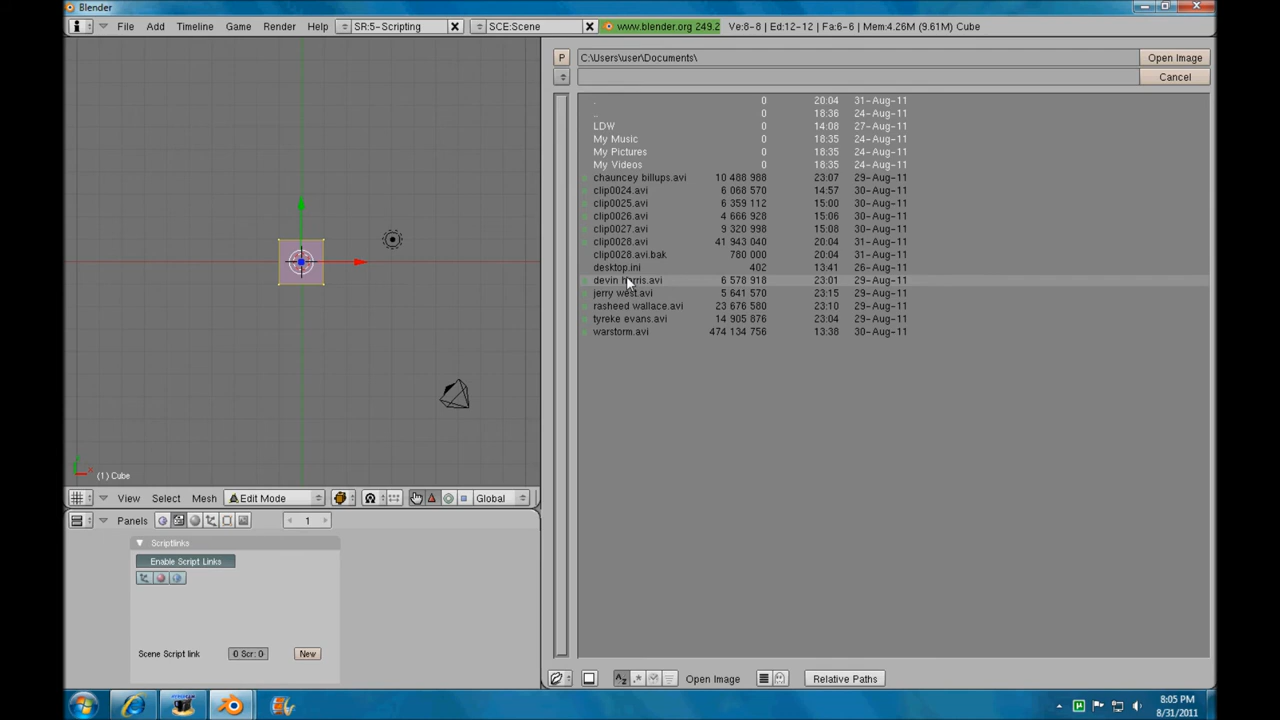 Blender
File Add Timeline Game Render Help SR:5-Scripting SCE:Scene www.blender.org 249.2 Ve:8-8 | Ed:12-12 | Fa:6-6 | Mem:4.26M (9.61M) Cube
P C:\Users\user\Documents\ Open Image
Cancel
. 0 20:04 31-Aug-11
.. 0 18:36 24-Aug-11
LDW 0 14:08 27-Aug-11
My Music 0 18:35 24-Aug-11
My Pictures 0 18:35 24-Aug-11
My Videos 0 18:35 24-Aug-11
chauncey billups.avi 10 488 988 23:07 29-Aug-11
clip0024.avi 6 068 570 14:57 30-Aug-11
clip0025.avi 6 359 112 15:00 30-Aug-11
clip0026.avi 4 666 928 15:06 30-Aug-11
clip0027.avi 9 320 998 15:08 30-Aug-11
clip0028.avi 41 943 040 20:04 31-Aug-11
clip0028.avi.bak 780 000 20:04 31-Aug-11
desktop.ini 402 13:41 26-Aug-11
devin harris.avi 6 578 918 23:01 29-Aug-11
jerry west.avi 5 641 570 23:15 29-Aug-11
rasheed wallace.avi 23 676 580 23:10 29-Aug-11
tyreke evans.avi 14 905 876 23:04 29-Aug-11
warstorm.avi 474 134 756 13:38 30-Aug-11
(1) Cube
View Select Mesh Edit Mode Global
Panels 1
Scriptlinks
Enable Script Links
Scene Script link 0 Scr: 0 New
Open Image Relative Paths
8:05 PM
8/31/2011